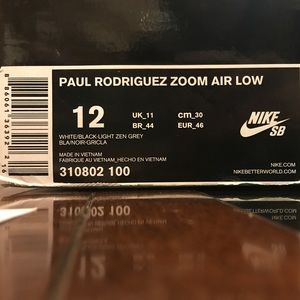 PAUL RODRIGUEZ ZOOM AIR LOW
12
UK_11
cm_30
BR_44
EUR_46
NIKE SB
WHITE/BLACK-LIGHT ZEN GREY
BLA/NOIR-GRICLA
MADE IN VIETNAM
FABRIQUE AU VIETNAM_HECHO EN VIETNAM
310802 100
NIKE.COM
NIKEBETTERWORLD.COM